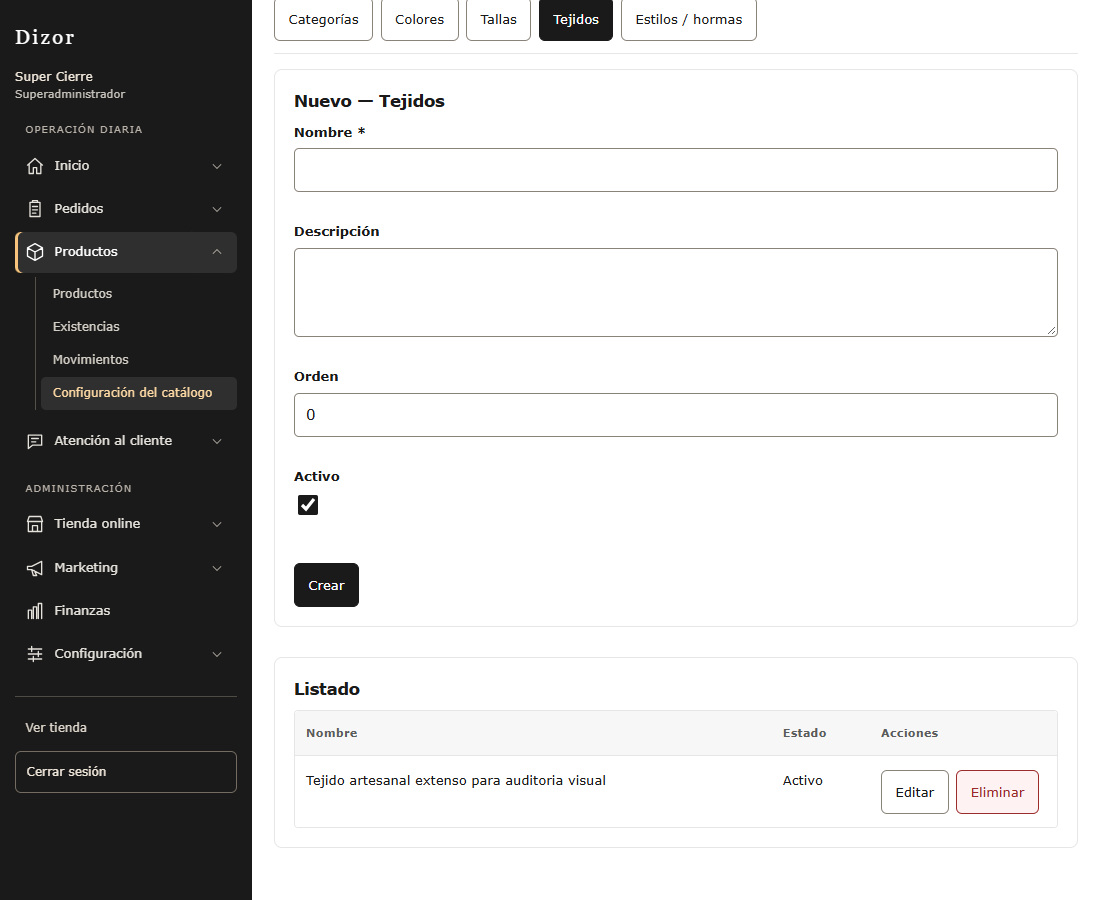 Dizor
Super Cierre
Superadministrador
OPERACIÓN DIARIA
Inicio
Pedidos
Productos
Productos
Existencias
Movimientos
Configuración del catálogo
Atención al cliente
ADMINISTRACIÓN
Tienda online
Marketing
Finanzas
Configuración
Ver tienda
Cerrar sesión
Categorías Colores Tallas Tejidos Estilos / hormas
Nuevo — Tejidos
Nombre *
Descripción
Orden
0
Activo
Crear
Listado
Nombre Estado Acciones
Tejido artesanal extenso para auditoria visual Activo Editar Eliminar